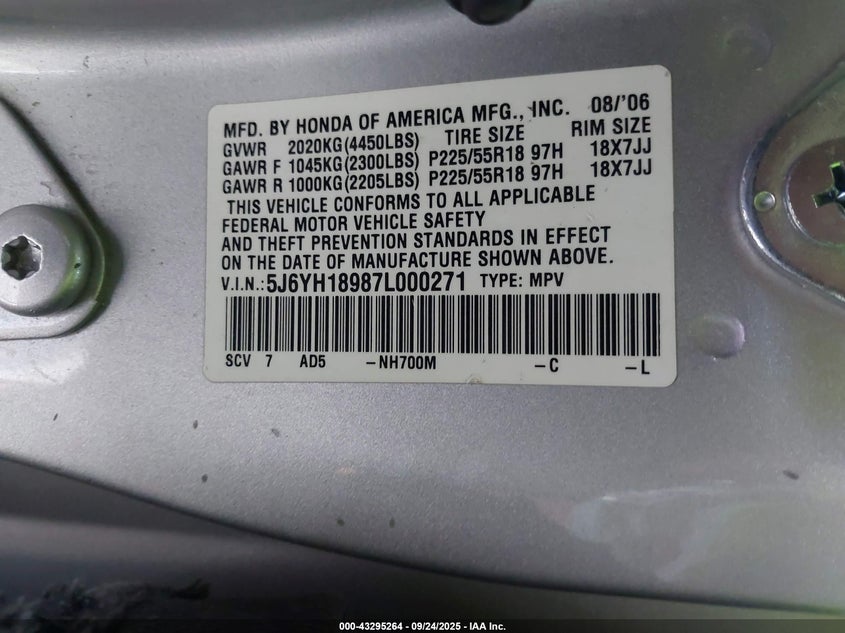 MFD. BY HONDA OF AMERICA MFG., INC. 08/'06
GVWR 2020KG(4450LBS) TIRE SIZE RIM SIZE
GAWR F 1045KG(2300LBS) P225/55R18 97H 18X7JJ
GAWR R 1000KG(2205LBS) P225/55R18 97H 18X7JJ
THIS VEHICLE CONFORMS TO ALL APPLICABLE
FEDERAL MOTOR VEHICLE SAFETY
AND THEFT PREVENTION STANDARDS IN EFFECT
ON THE DATE OF MANUFACTURE SHOWN ABOVE.
V.I.N.:5J6YH18987L000271 TYPE: MPV
SCV 7 AD5 -NH700M -C -L
000-43295264 - 09/24/2025 - IAA Inc.